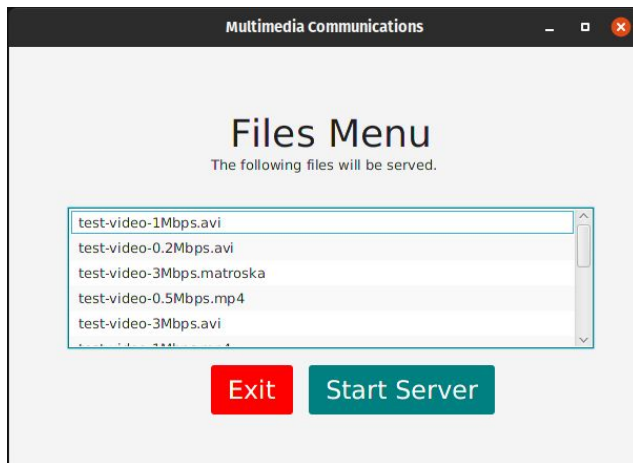 Multimedia Communications
Files Menu
The following files will be served.
test-video-1Mbps.avi
test-video-0.2Mbps.avi
test-video-3Mbps.matroska
test-video-0.5Mbps.mp4
test-video-3Mbps.avi
Exit
Start Server